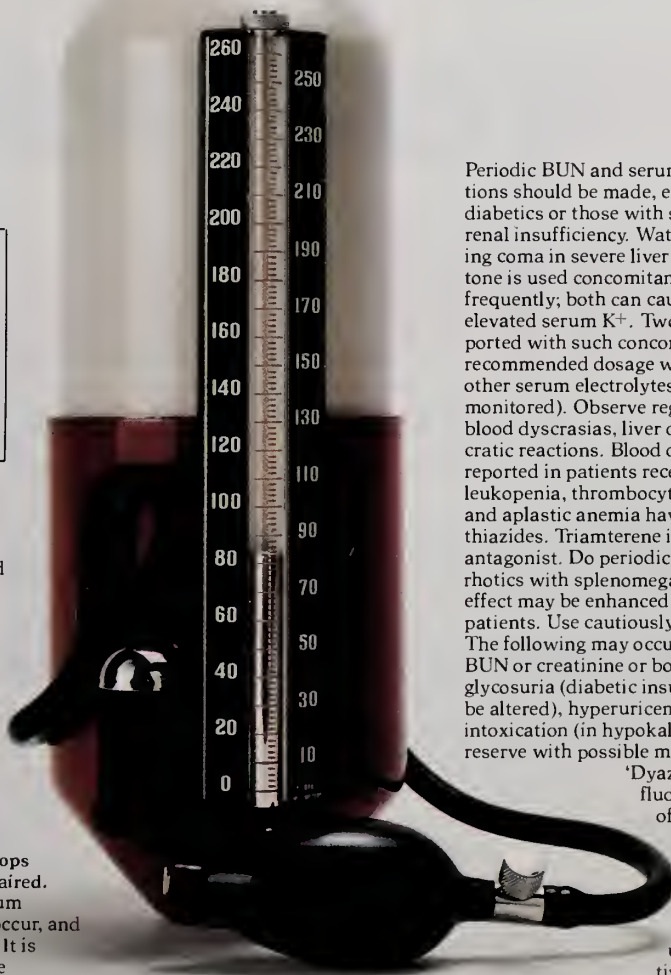 260
250
240
230
220
210
200
190
180
170
160
150
140
130
120
110
100
90
80
70
60
50
40
30
20
10
0
Periodic BUN and serum
tions should be made, e
diabetics or those with s
renal insufficiency. Wat
ing coma in severe liver
tone is used concomitan
frequently; both can cau
elevated serum K+. Two
ported with such concor
recommended dosage w
other serum electrolytes
monitored). Observe reg
blood dyscrasias, liver d
cratic reactions. Blood d
reported in patients rece
leukopenia, thrombocyt
and aplastic anemia hav
thiazides. Triamterene i
antagonist. Do periodic
rhotics with splenomega
effect may be enhanced
patients. Use cautiously
The following may occu
BUN or creatinine or bo
glycosuria (diabetic insu
be altered), hyperuricen
intoxication (in hypokal
reserve with possible m
'Dyaz
fluc
of
ops
aired.
um
occur, and
It is